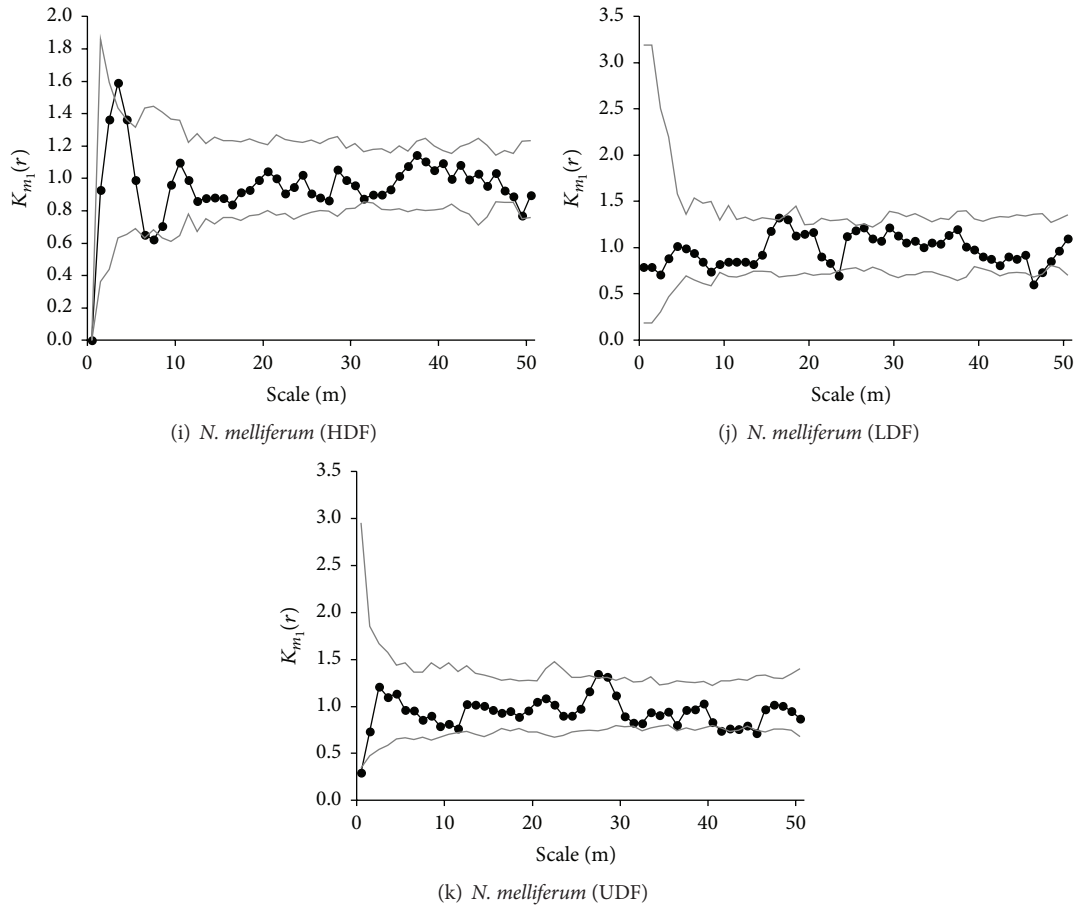 2.0
1.8
1.6
1.4
1.2
1.0
0.8
0.6
0.4
0.2
0.0
K_{m_1}(r)
0 10 20 30 40 50
Scale (m)
(i) N. melliferum (HDF)
3.5
3.0
2.5
2.0
1.5
1.0
0.5
0.0
K_{m_1}(r)
0 10 20 30 40 50
Scale (m)
(j) N. melliferum (LDF)
3.5
3.0
2.5
2.0
1.5
1.0
0.5
0.0
K_{m_1}(r)
0 10 20 30 40 50
Scale (m)
(k) N. melliferum (UDF)